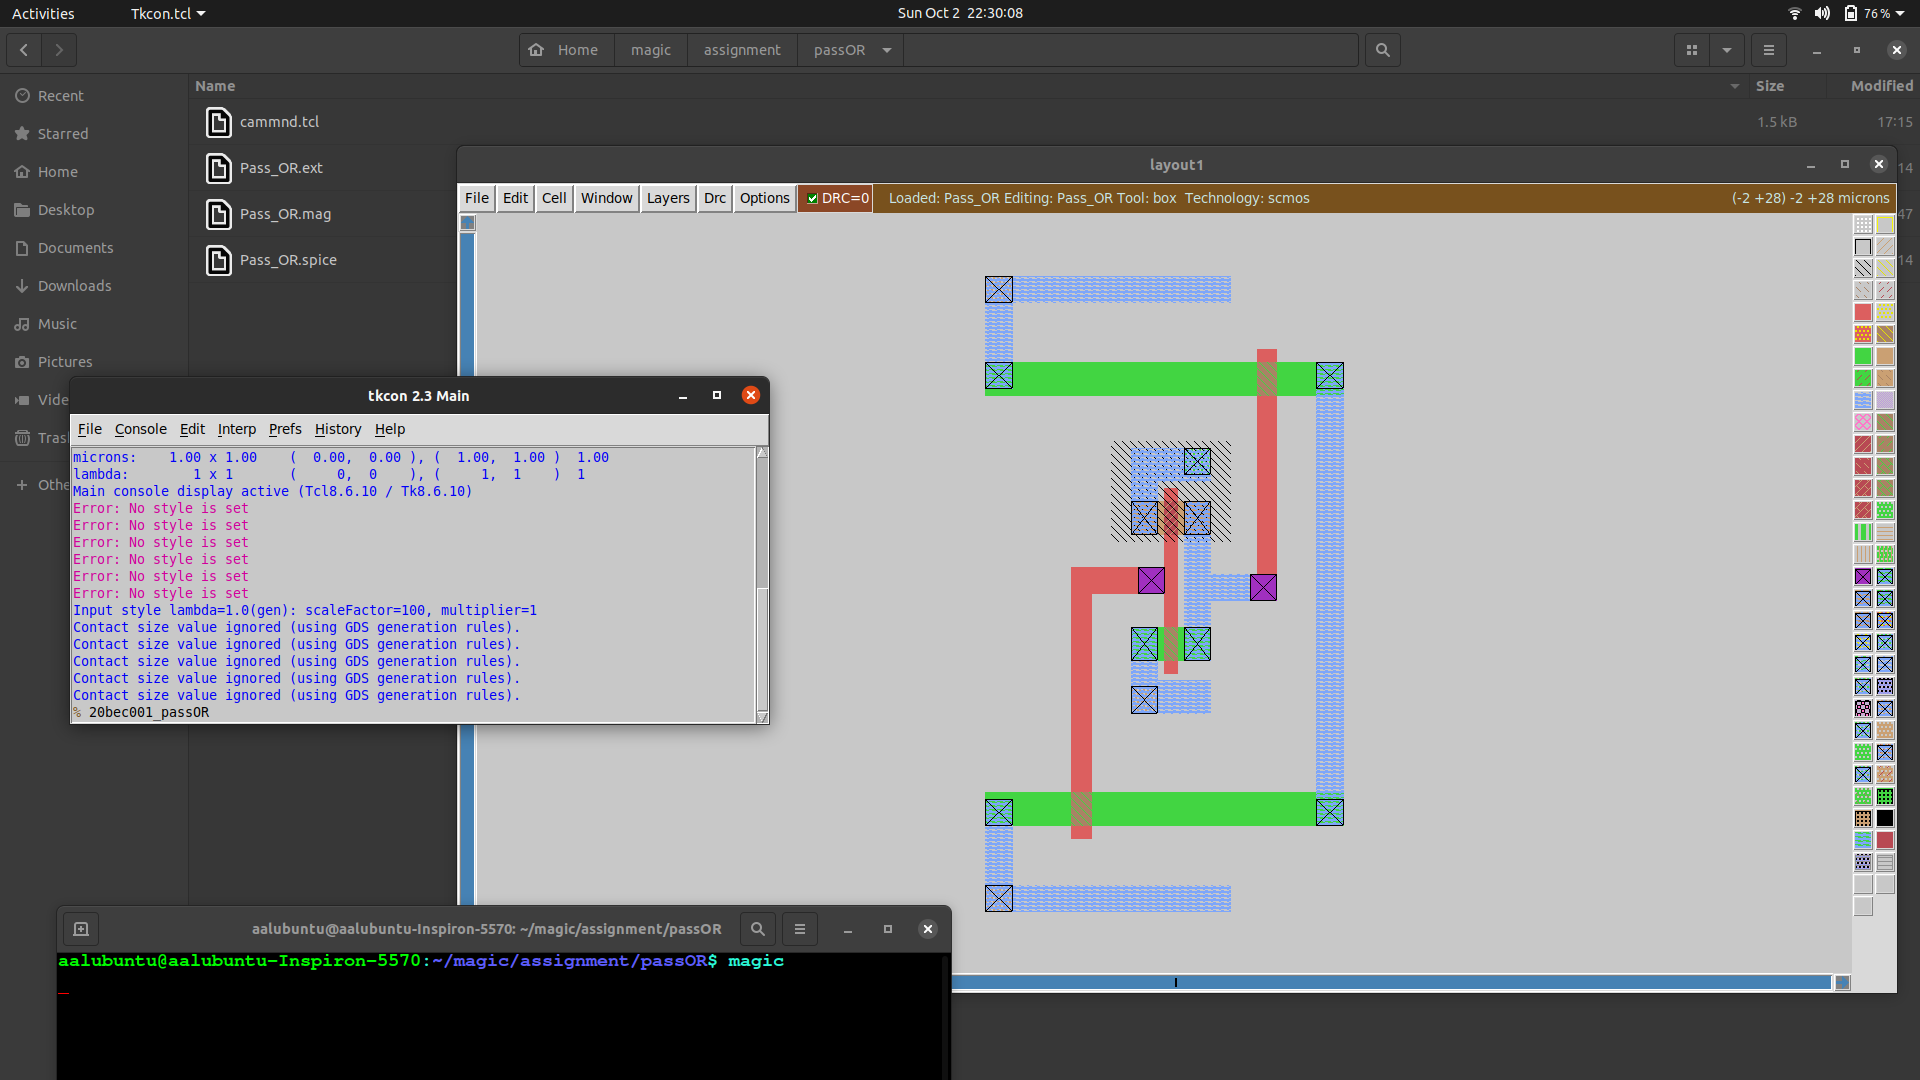 Activities
Tkcon.tcl
Sun Oct 2 22:30:08
76 %
Home
magic
assignment
passOR
Name
Size
Modified
Recent
Starred
Home
Desktop
Documents
Downloads
Music
Pictures
Vide
Tras
Othe
cammnd.tcl
1.5 kB
17:15
Pass_OR.ext
14
Pass_OR.mag
47
Pass_OR.spice
14
layout1
File
Edit
Cell
Window
Layers
Drc
Options
DRC=0
Loaded: Pass_OR Editing: Pass_OR Tool: box Technology: scmos
(-2 +28) -2 +28 microns
tkcon 2.3 Main
File Console Edit Interp Prefs History Help
microns: 1.00 x 1.00 ( 0.00, 0.00 ), ( 1.00, 1.00 ) 1.00
lambda: 1 x 1 ( 0, 0 ), ( 1, 1 ) 1
Main console display active (Tcl8.6.10 / Tk8.6.10)
Error: No style is set
Error: No style is set
Error: No style is set
Error: No style is set
Error: No style is set
Error: No style is set
Input style lambda=1.0(gen): scaleFactor=100, multiplier=1
Contact size value ignored (using GDS generation rules).
Contact size value ignored (using GDS generation rules).
Contact size value ignored (using GDS generation rules).
Contact size value ignored (using GDS generation rules).
Contact size value ignored (using GDS generation rules).
% 20bec001_passOR
aalubuntu@aalubuntu-Inspiron-5570: ~/magic/assignment/passOR
aalubuntu@aalubuntu-Inspiron-5570:~/magic/assignment/passOR$ magic